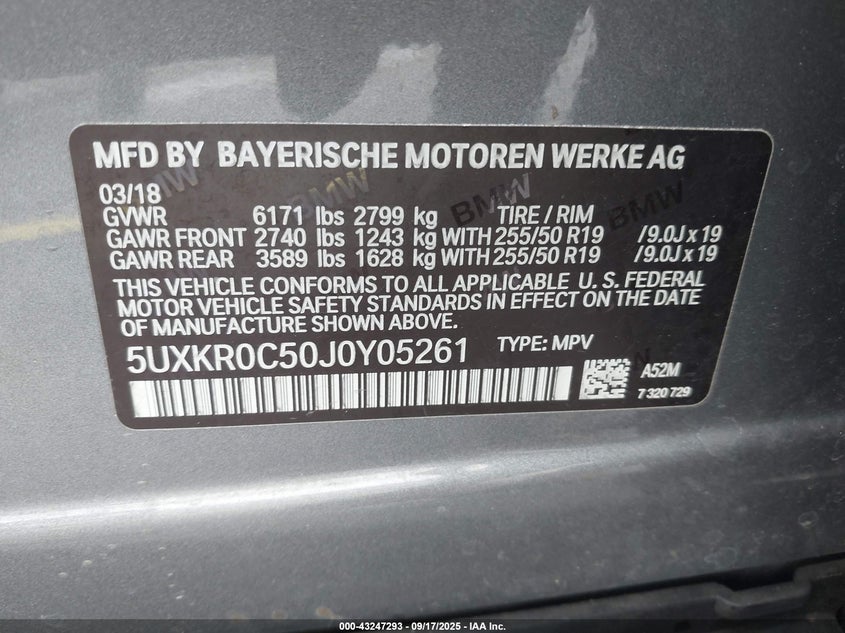 MFD BY BAYERISCHE MOTOREN WERKE AG
03/18
GVWR 6171 lbs 2799 kg TIRE / RIM
GAWR FRONT 2740 lbs 1243 kg WITH 255/50 R19 /9.0J x 19
GAWR REAR 3589 lbs 1628 kg WITH 255/50 R19 /9.0J x 19
THIS VEHICLE CONFORMS TO ALL APPLICABLE U. S. FEDERAL
MOTOR VEHICLE SAFETY STANDARDS IN EFFECT ON THE DATE
OF MANUFACTURE SHOWN ABOVE.
5UXKR0C50J0Y05261 TYPE: MPV
A52M
7 320 729
000-43247293 - 09/17/2025 - IAA Inc.